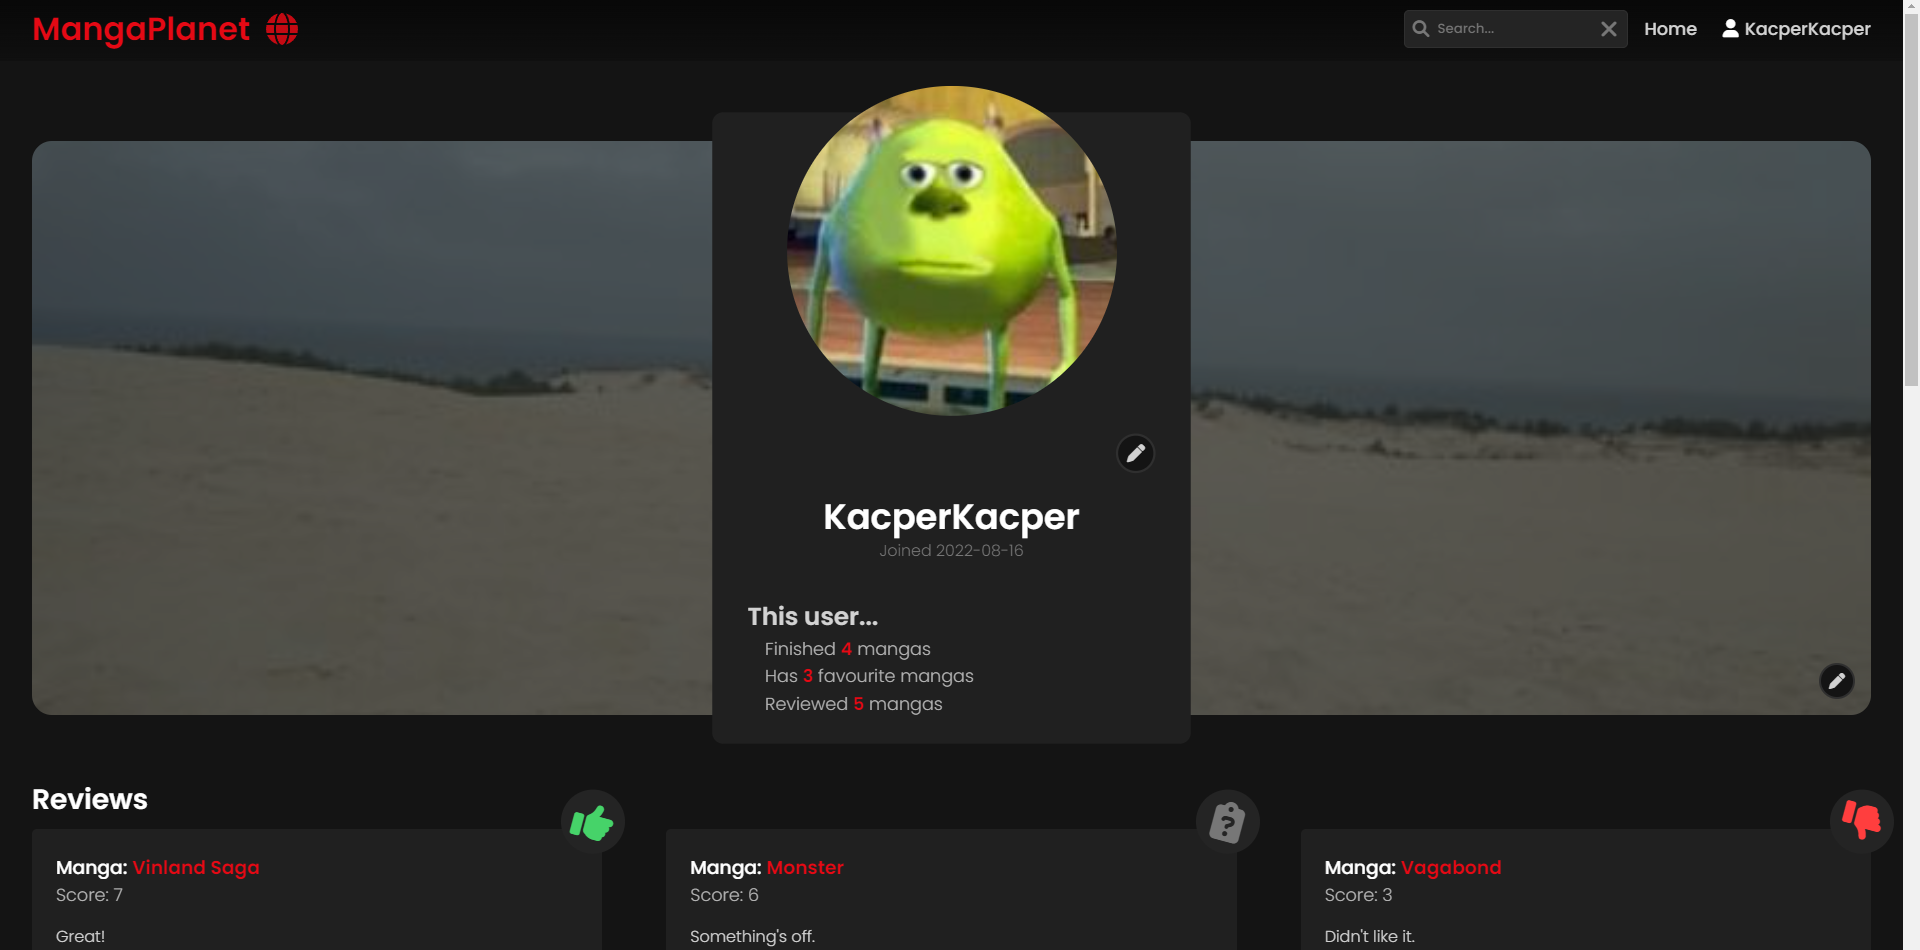 MangaPlanet
Search...
Home
KacperKacper
KacperKacper
Joined 2022-08-16
This user...
Finished 4 mangas
Has 3 favourite mangas
Reviewed 5 mangas
Reviews
Manga: Vinland Saga
Score: 7
Great!
?
Manga: Monster
Score: 6
Something's off.
Manga: Vagabond
Score: 3
Didn't like it.